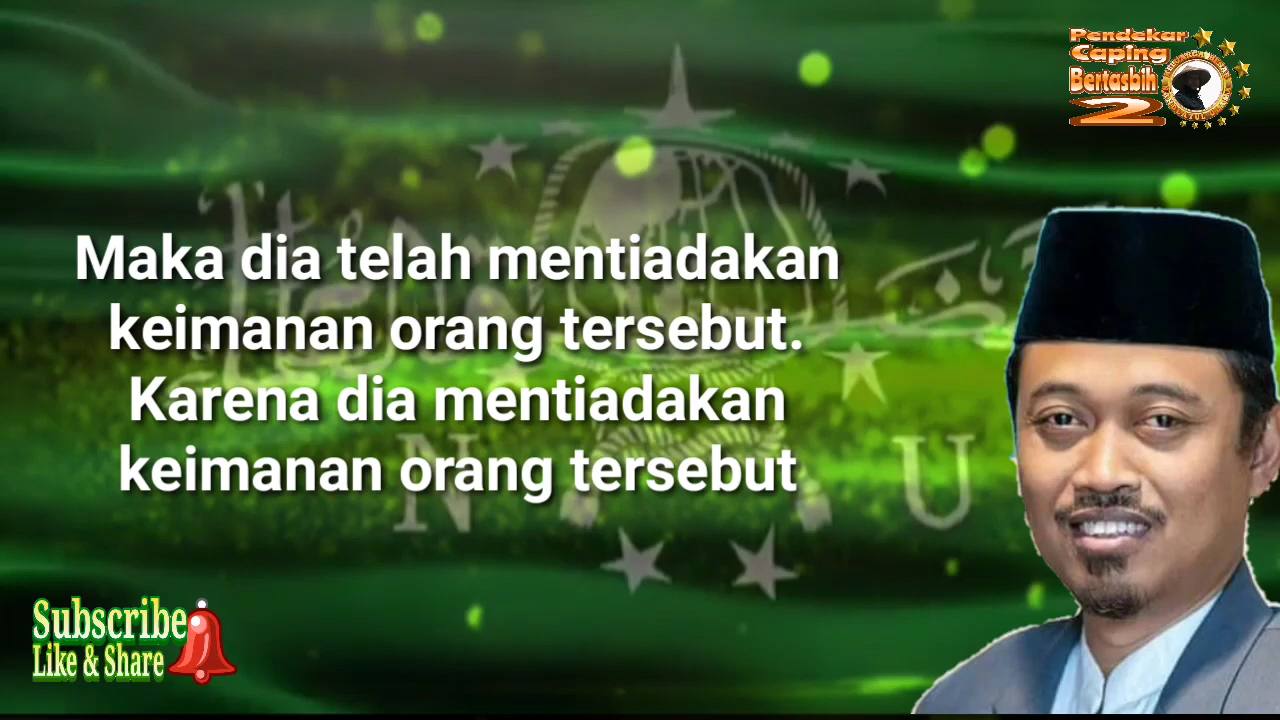 Pendekar
Caping
Bertasbih
2
Maka dia telah mentiadakan
keimanan orang tersebut.
Karena dia mentiadakan
keimanan orang tersebut
N U
Subscribe
Like & Share